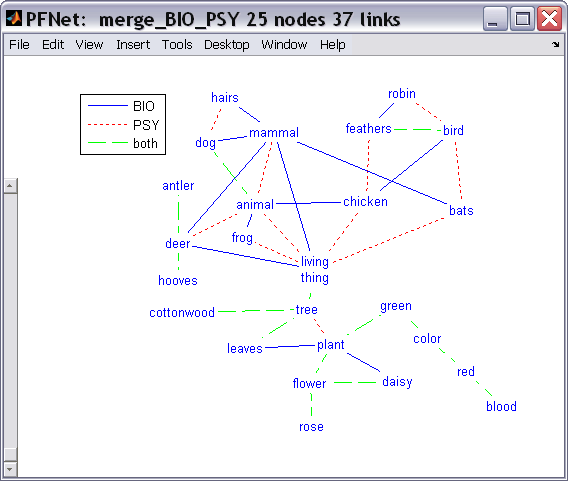 PFNet: merge_BIO_PSY 25 nodes 37 links
File Edit View Insert Tools Desktop Window Help
BIO
PSY
both
hairs
robin
mammal
feathers
bird
dog
antler
animal
chicken
bats
deer
frog
living
thing
hooves
cottonwood
tree
green
leaves
plant
color
flower
daisy
red
rose
blood